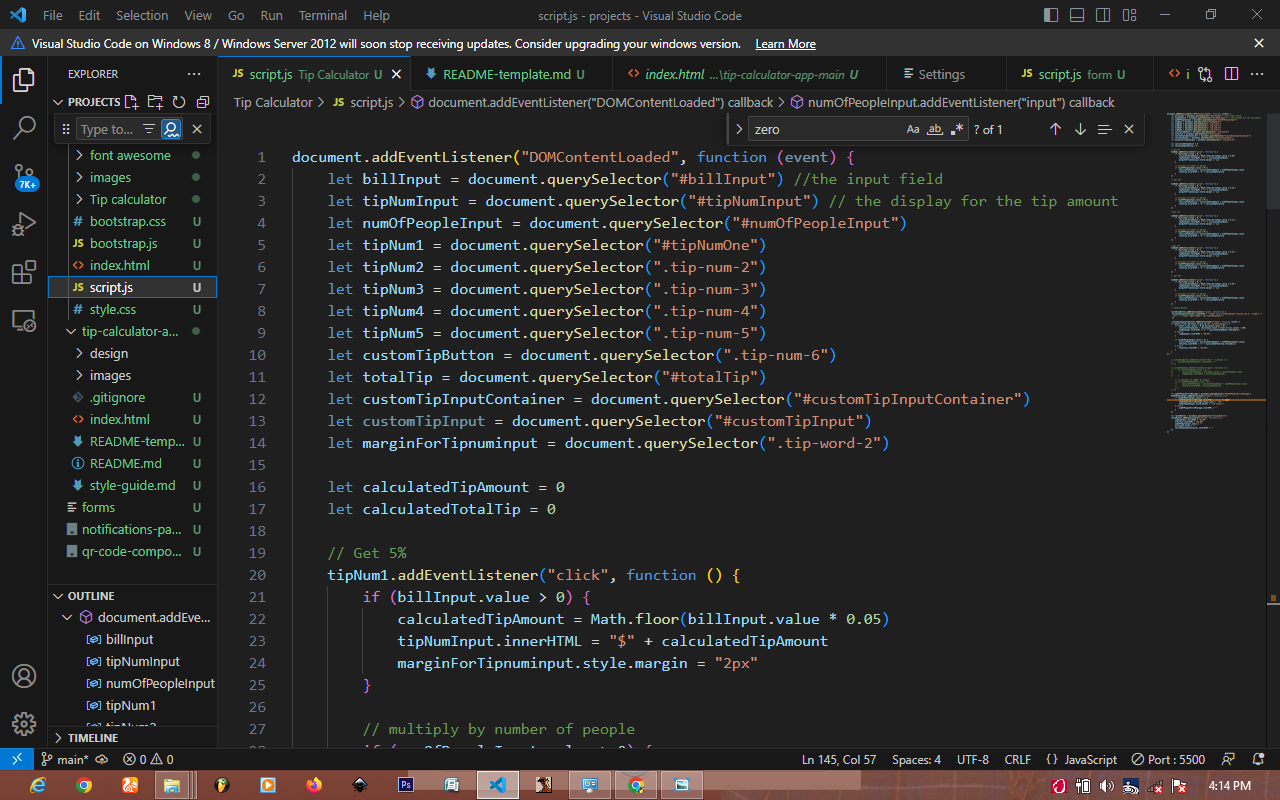 File Edit Selection View Go Run Terminal Help script.js - projects - Visual Studio Code
Visual Studio Code on Windows 8 / Windows Server 2012 will soon stop receiving updates. Consider upgrading your windows version. Learn More
EXPLORER
script.js Tip Calculator U
README-template.md U
index.html ...\tip-calculator-app-main U
Settings
script.js form U
PROJECTS
Tip Calculator > script.js > document.addEventListener("DOMContentLoaded") callback > numOfPeopleInput.addEventListener("input") callback
Type to...
zero Aa ab ? of 1
font awesome
images
Tip calculator
bootstrap.css U
bootstrap.js U
index.html U
script.js U
style.css U
tip-calculator-a...
design
images
.gitignore U
index.html U
README-temp... U
README.md U
style-guide.md U
forms U
notifications-pa... U
qr-code-compo... U
OUTLINE
document.addEve...
billInput
tipNumInput
numOfPeopleInput
tipNum1
TIMELINE
1 document.addEventListener("DOMContentLoaded", function (event) {
2 let billInput = document.querySelector("#billInput") //the input field
3 let tipNumInput = document.querySelector("#tipNumInput") // the display for the tip amount
4 let numOfPeopleInput = document.querySelector("#numOfPeopleInput")
5 let tipNum1 = document.querySelector("#tipNumOne")
6 let tipNum2 = document.querySelector(".tip-num-2")
7 let tipNum3 = document.querySelector(".tip-num-3")
8 let tipNum4 = document.querySelector(".tip-num-4")
9 let tipNum5 = document.querySelector(".tip-num-5")
10 let customTipButton = document.querySelector(".tip-num-6")
11 let totalTip = document.querySelector("#totalTip")
12 let customTipInputContainer = document.querySelector("#customTipInputContainer")
13 let customTipInput = document.querySelector("#customTipInput")
14 let marginForTipnuminput = document.querySelector(".tip-word-2")
15
16 let calculatedTipAmount = 0
17 let calculatedTotalTip = 0
18
19 // Get 5%
20 tipNum1.addEventListener("click", function () {
21 if (billInput.value > 0) {
22 calculatedTipAmount = Math.floor(billInput.value * 0.05)
23 tipNumInput.innerHTML = "$" + calculatedTipAmount
24 marginForTipnuminput.style.margin = "2px"
25 }
26
27 // multiply by number of people
main* 0 0 Ln 145, Col 57 Spaces: 4 UTF-8 CRLF {} JavaScript Port : 5500
7K+
Ps
4:14 PM